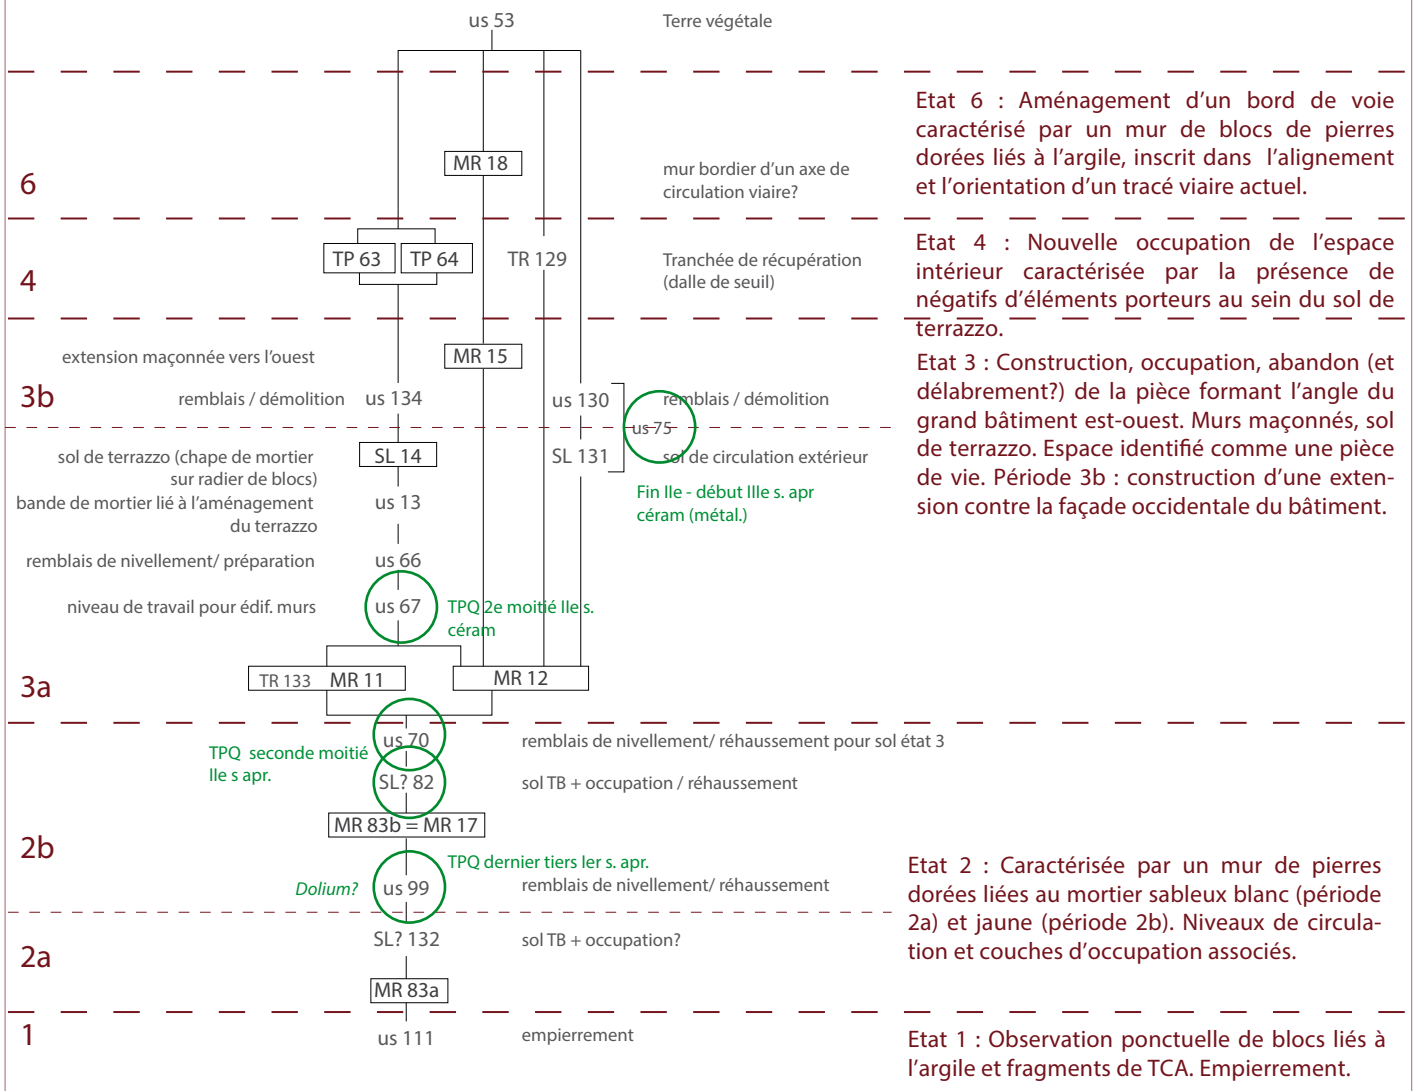 us 53
Terre végétale
6
MR 18
mur bordier d'un axe de
circulation viaire?
Etat 6 : Aménagement d'un bord de voie
caractérisé par un mur de blocs de pierres
dorées liés à l'argile, inscrit dans l'alignement
et l'orientation d'un tracé viaire actuel.
4
TP 63
TP 64
TR 129
Tranchée de récupération
(dalle de seuil)
Etat 4 : Nouvelle occupation de l'espace
intérieur caractérisée par la présence de
négatifs d'éléments porteurs au sein du sol de
terrazzo.
3b
extension maçonnée vers l'ouest
MR 15
remblais / démolition
us 134
us 130
remblais / démolition
us 75
Etat 3 : Construction, occupation, abandon (et
délabrement?) de la pièce formant l'angle du
grand bâtiment est-ouest. Murs maçonnés, sol
de terrazzo. Espace identifié comme une pièce
de vie. Période 3b : construction d'une exten-
sion contre la façade occidentale du bâtiment.
sol de terrazzo (chape de mortier
sur radier de blocs)
SL 14
SL 131
sol de circulation extérieur
Fin IIe - début IIIe s. apr
céram (métal.)
bande de mortier lié à l'aménagement
du terrazzo
us 13
remblais de nivellement/ préparation
us 66
niveau de travail pour édif. murs
us 67
TPQ 2e moitié IIe s.
céram
3a
TR 133
MR 11
MR 12
us 70
remblais de nivellement/ réhaussement pour sol état 3
TPQ seconde moitié
IIe s apr.
SL? 82
sol TB + occupation / réhaussement
2b
MR 83b = MR 17
TPQ dernier tiers Ier s. apr.
Dolium?
us 99
remblais de nivellement/ réhaussement
Etat 2 : Caractérisée par un mur de pierres
dorées liées au mortier sableux blanc (période
2a) et jaune (période 2b). Niveaux de circula-
tion et couches d'occupation associés.
2a
SL? 132
sol TB + occupation?
MR 83a
1
us 111
empierrement
Etat 1 : Observation ponctuelle de blocs liés à
l'argile et fragments de TCA. Empierrement.